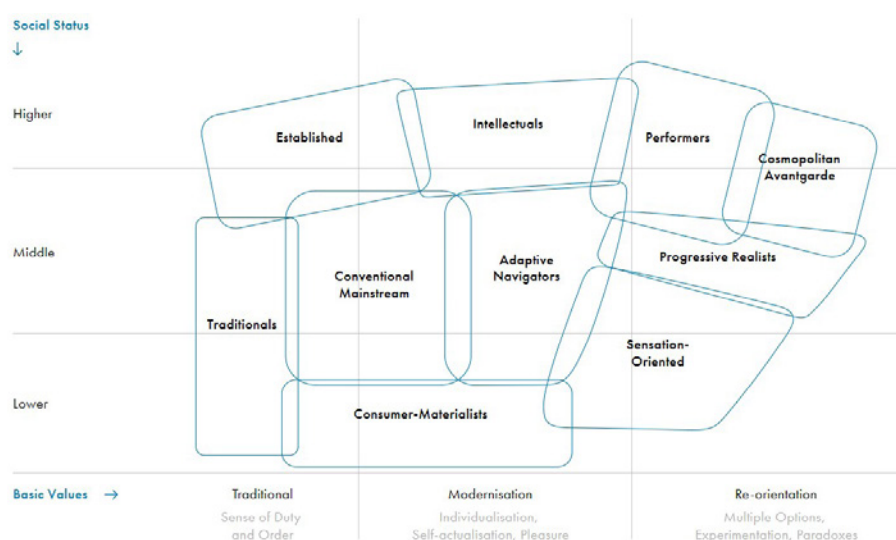 Social Status
↓
Higher
Established
Intellectuals
Performers
Cosmopolitan
Avantgarde
Middle
Conventional
Mainstream
Adaptive
Navigators
Progressive Realists
Traditionals
Sensation-
Oriented
Lower
Consumer-Materialists
Basic Values →
Traditional
Modernisation
Re-orientation
Sense of Duty
and Order
Individualisation,
Self-actualisation, Pleasure
Multiple Options,
Experimentation, Paradoxes